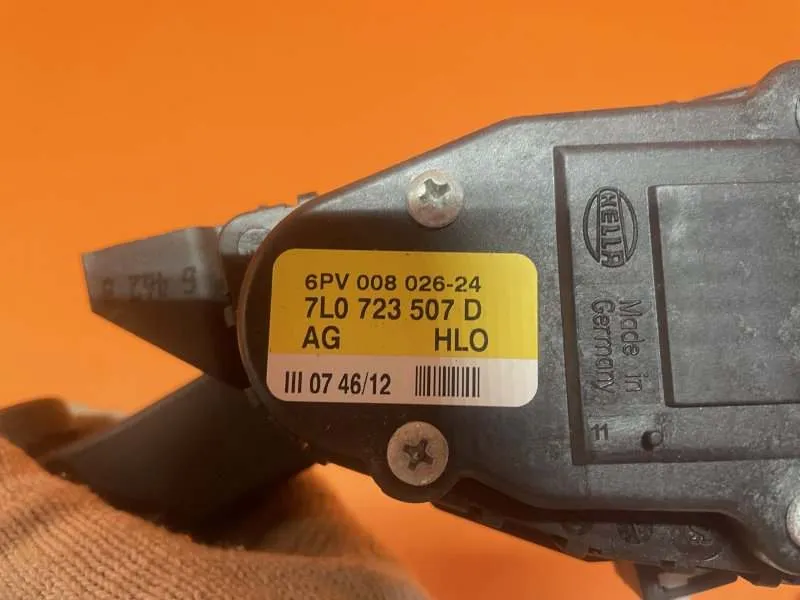 6PV 008 026-24
7L0 723 507 D
AG HLO
III 07 46/12
HELLA
Made in
Germany
F